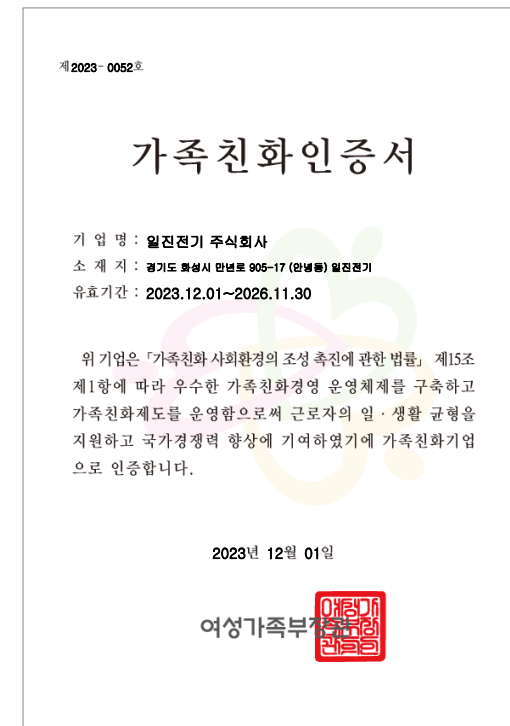 제2023- 0052호
가족친화인증서
기 업 명 : 일진전기 주식회사
소 재 지 : 경기도 화성시 만년로 905-17 (안녕동) 일진전기
유효기간 : 2023.12.01~2026.11.30
위 기업은 「가족친화 사회환경의 조성 촉진에 관한 법률」 제15조
제1항에 따라 우수한 가족친화경영 운영체제를 구축하고
가족친화제도를 운영함으로써 근로자의 일 · 생활 균형을
지원하고 국가경쟁력 향상에 기여하였기에 가족친화기업
으로 인증합니다.
2023년 12월 01일
여성가족부장관